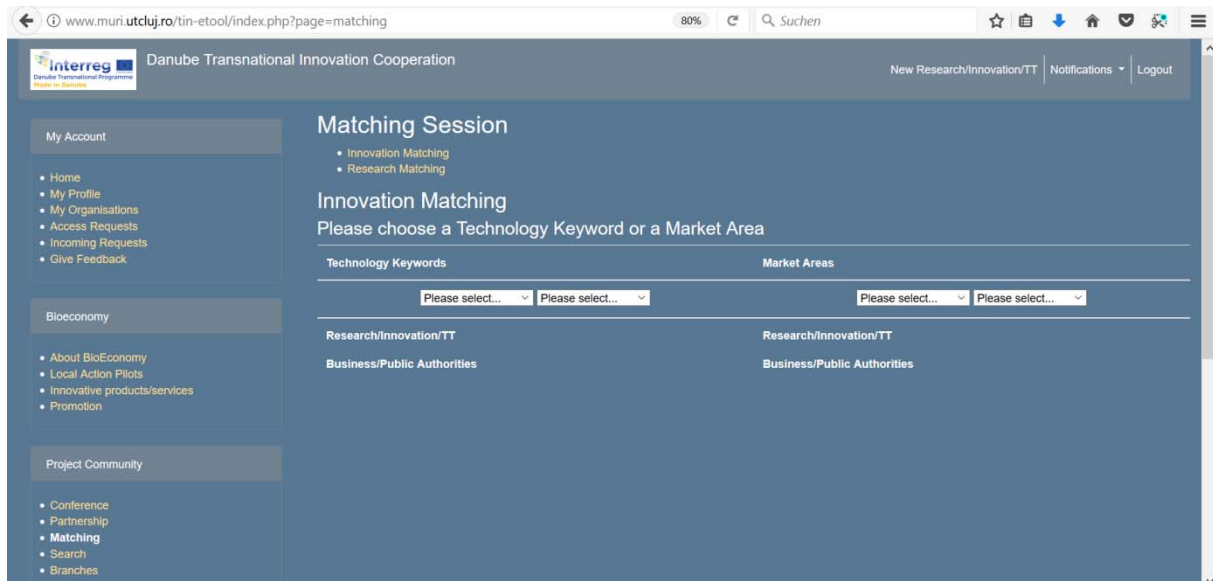 www.muri.utcluj.ro/tin-etool/index.php?page=matching 80% Suchen
Interreg
Danube Transnational Programme
Made in Danube
Danube Transnational Innovation Cooperation
New Research/Innovation/TT Notifications Logout
My Account
Home
My Profile
My Organisations
Access Requests
Incoming Requests
Give Feedback
Bioeconomy
About BioEconomy
Local Action Pilots
Innovative products/services
Promotion
Project Community
Conference
Partnership
Matching
Search
Branches
Matching Session
Innovation Matching
Research Matching
Innovation Matching
Please choose a Technology Keyword or a Market Area
Technology Keywords Market Areas
Please select... Please select... Please select... Please select...
Research/Innovation/TT Research/Innovation/TT
Business/Public Authorities Business/Public Authorities